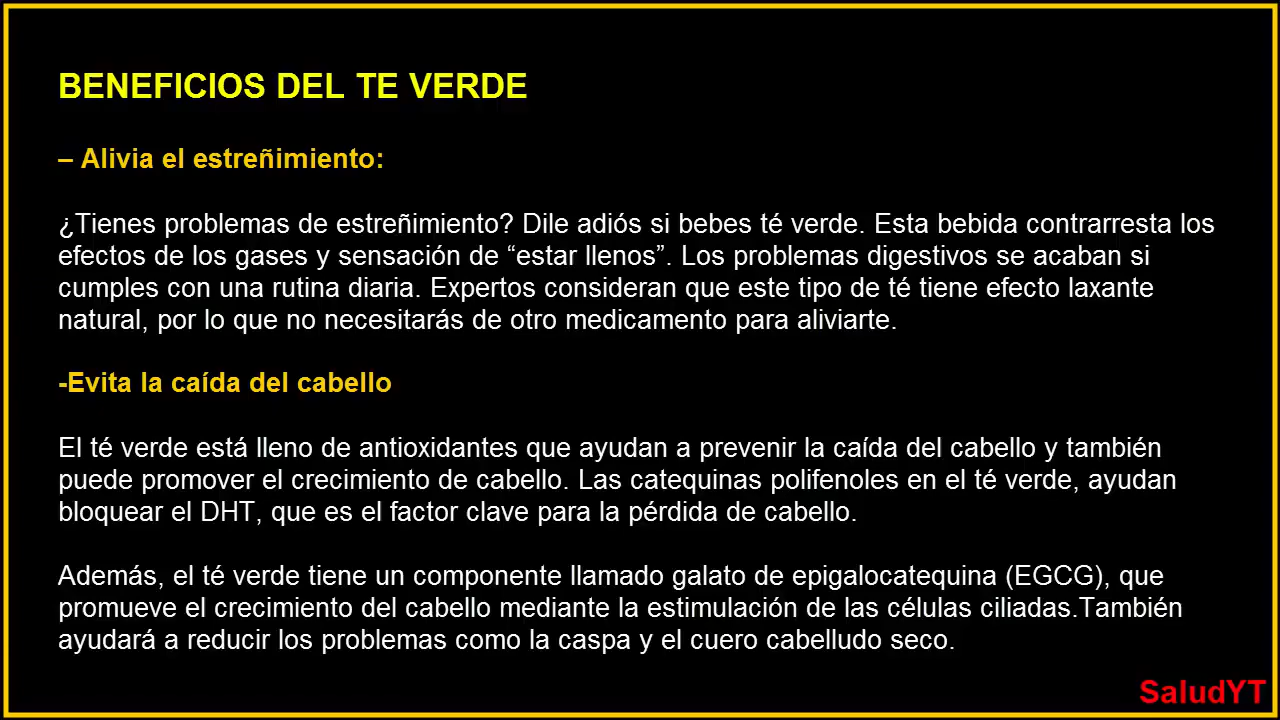 BENEFICIOS DEL TE VERDE
– Alivia el estreñimiento:
¿Tienes problemas de estreñimiento? Dile adiós si bebes té verde. Esta bebida contrarresta los
efectos de los gases y sensación de “estar llenos”. Los problemas digestivos se acaban si
cumples con una rutina diaria. Expertos consideran que este tipo de té tiene efecto laxante
natural, por lo que no necesitarás de otro medicamento para aliviarte.
-Evita la caída del cabello
El té verde está lleno de antioxidantes que ayudan a prevenir la caída del cabello y también
puede promover el crecimiento de cabello. Las catequinas polifenoles en el té verde, ayudan
bloquear el DHT, que es el factor clave para la pérdida de cabello.
Además, el té verde tiene un componente llamado galato de epigalocatequina (EGCG), que
promueve el crecimiento del cabello mediante la estimulación de las células ciliadas.También
ayudará a reducir los problemas como la caspa y el cuero cabelludo seco.
SaludYT